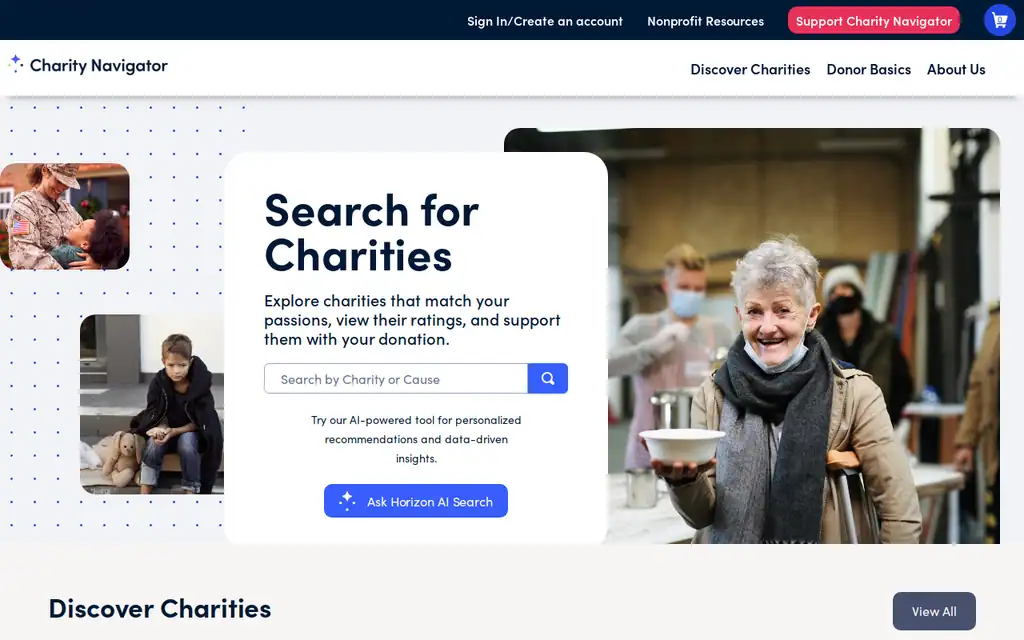 Sign In/Create an account
Nonprofit Resources
Support Charity Navigator
0
Charity Navigator
Discover Charities
Donor Basics
About Us
Search for
Charities
Explore charities that match your
passions, view their ratings, and support
them with your donation.
Search by Charity or Cause
Try our AI-powered tool for personalized
recommendations and data-driven
insights.
Ask Horizon AI Search
Discover Charities
View All